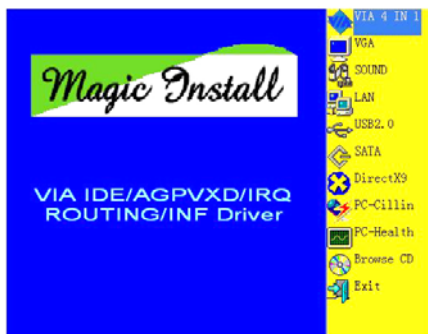 Magic Install
VIA IDE/AGPVXD/IRQ
ROUTING/INF Driver
VIA 4 IN 1
VGA
SOUND
LAN
USB2.0
SATA
DirectX9
PC-Cillin
PC-Health
Browse CD
Exit